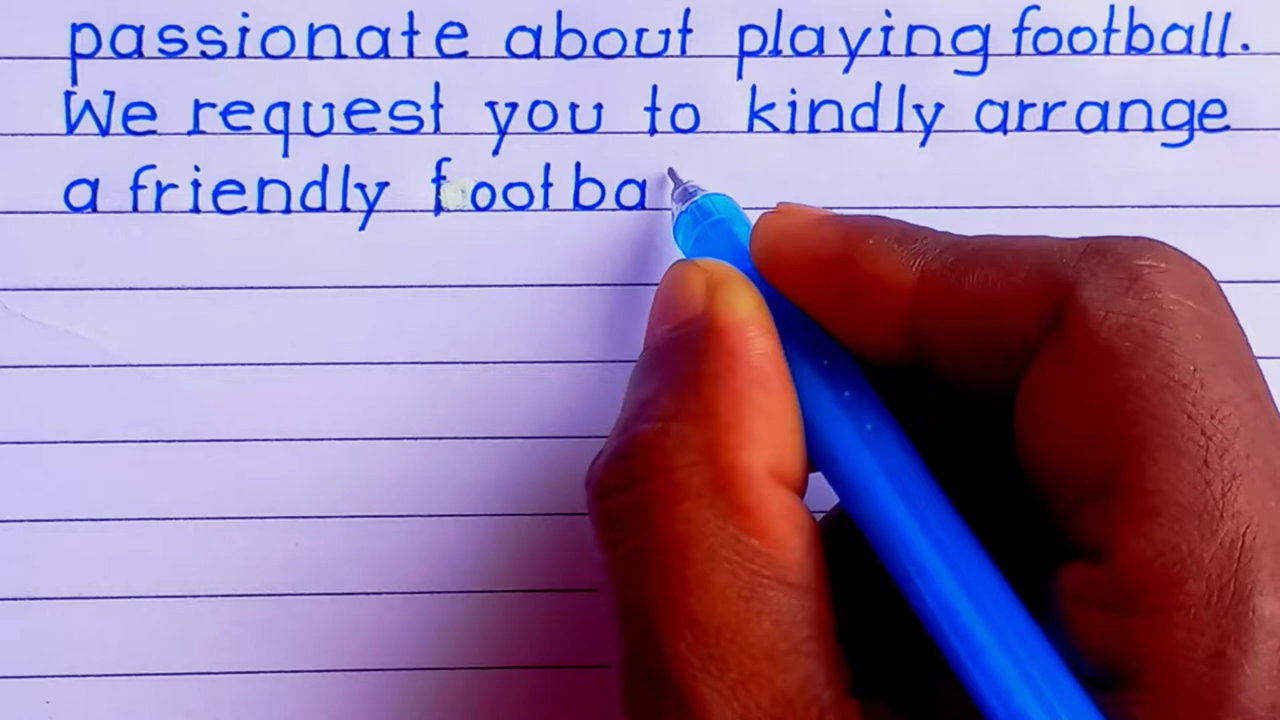 passionate about playing football.
We request you to kindly arrange
a friendly footba